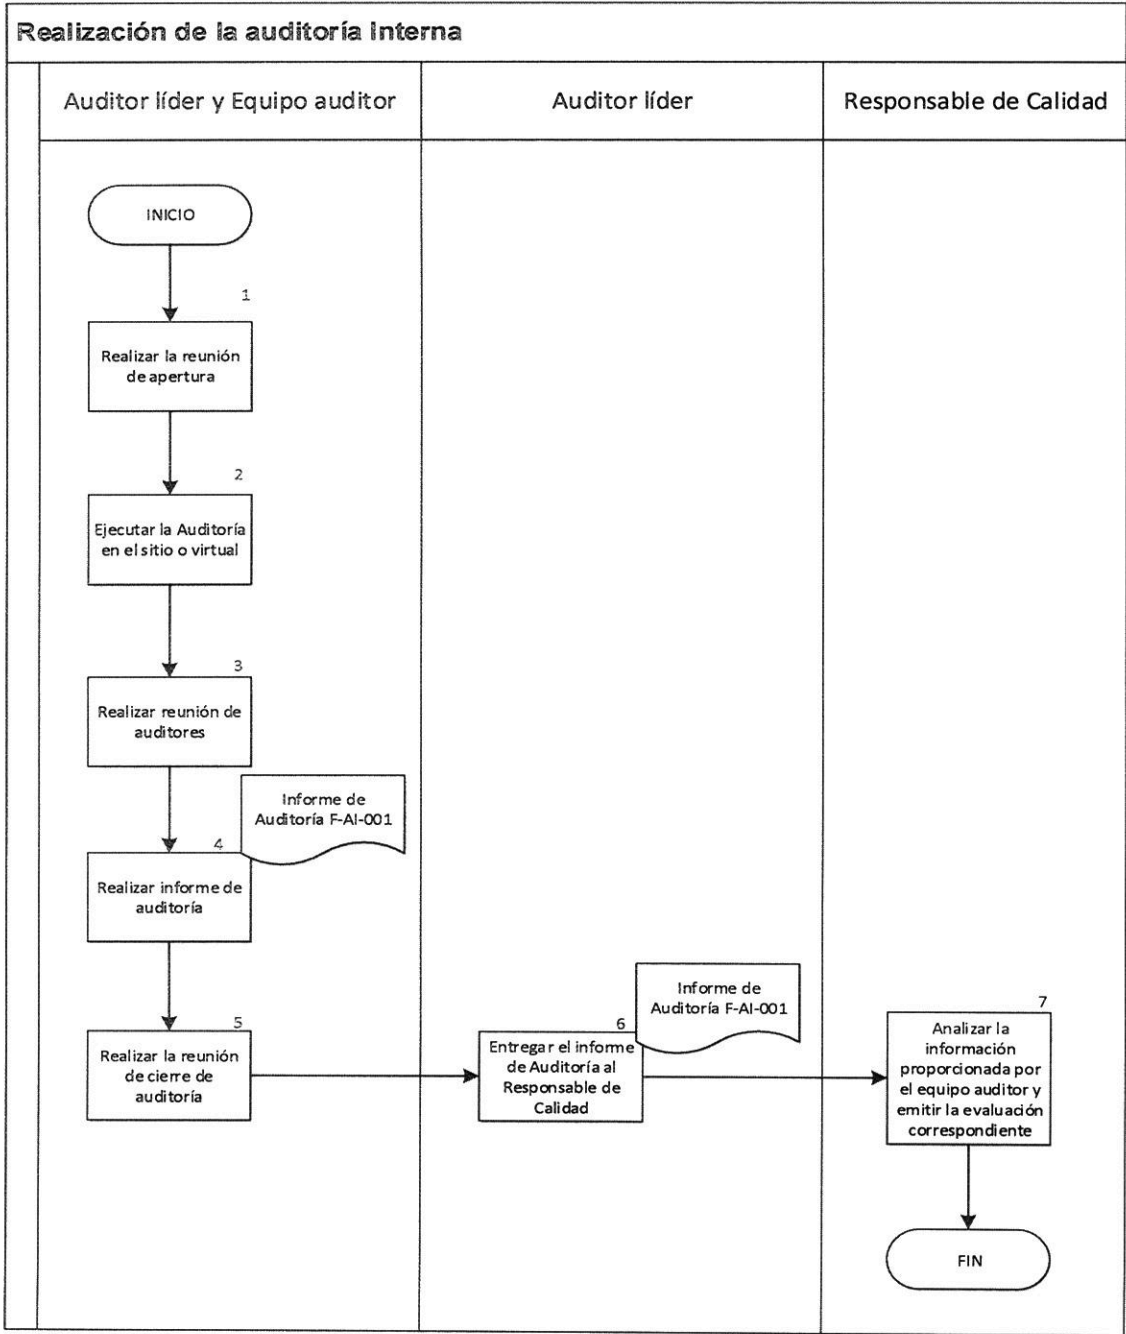 Realización de la auditoría Interna
Auditor líder y Equipo auditor
Auditor líder
Responsable de Calidad
INICIO
1
Realizar la reunión
de apertura
2
Ejecutar la Auditoría
en el sitio o virtual
3
Realizar reunión de
auditores
Informe de
Auditoría F-AI-001
4
Realizar informe de
auditoría
5
Realizar la reunión
de cierre de
auditoría
Informe de
Auditoría F-AI-001
6
Entregar el informe
de Auditoría al
Responsable de
Calidad
7
Analizar la
información
proporcionada por
el equipo auditor y
emitir la evaluación
correspondiente
FIN